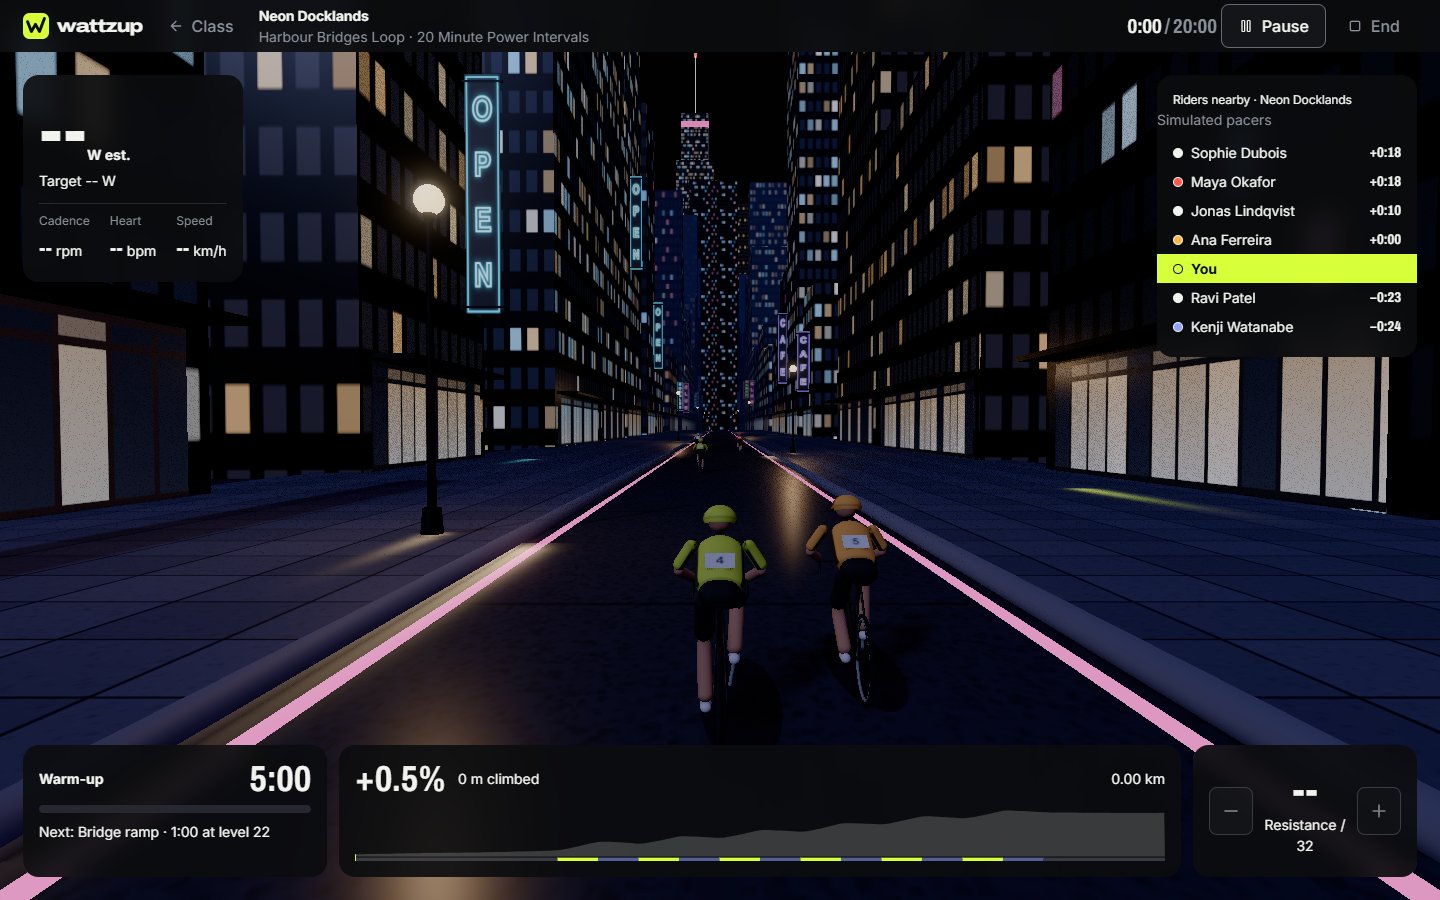 wattzup
Class
Neon Docklands
Harbour Bridges Loop · 20 Minute Power Intervals
0:00 / 20:00
Pause
End
-- W est.
Target -- W
Cadence Heart Speed
-- rpm -- bpm -- km/h
Riders nearby · Neon Docklands
Simulated pacers
Sophie Dubois +0:18
Maya Okafor +0:18
Jonas Lindqvist +0:10
Ana Ferreira +0:00
You
Ravi Patel −0:23
Kenji Watanabe −0:24
OPEN
OPEN
OPEN
CAFE
CAFE
4
5
Warm-up 5:00
Next: Bridge ramp · 1:00 at level 22
+0.5% 0 m climbed 0.00 km
--
Resistance /
32